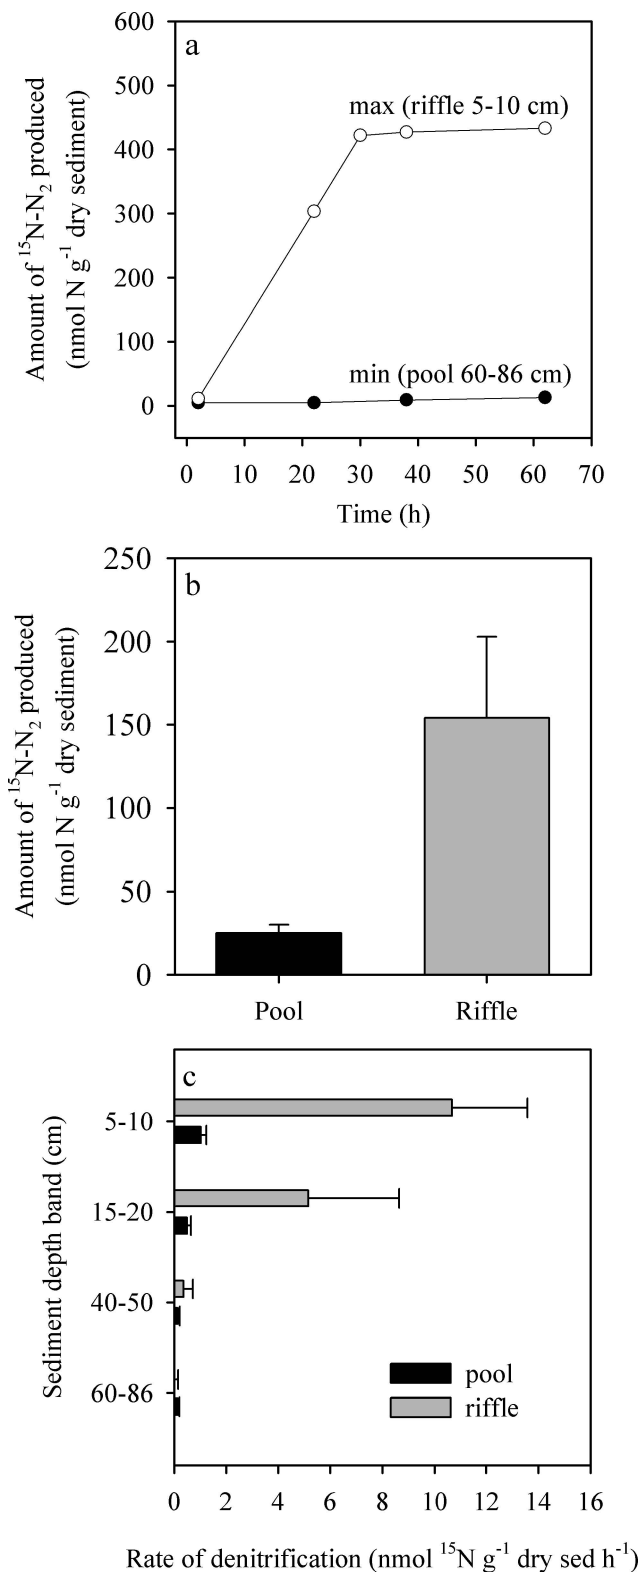 a
600
500
400
300
200
100
0
Amount of ¹⁵N-N₂ produced
(nmol N g⁻¹ dry sediment)
max (riffle 5-10 cm)
min (pool 60-86 cm)
0 10 20 30 40 50 60 70
Time (h)
b
250
200
150
100
50
0
Amount of ¹⁵N-N₂ produced
(nmol N g⁻¹ dry sediment)
Pool Riffle
c
5-10
15-20
40-50
60-86
Sediment depth band (cm)
pool
riffle
0 2 4 6 8 10 12 14 16
Rate of denitrification (nmol ¹⁵N g⁻¹ dry sed h⁻¹)